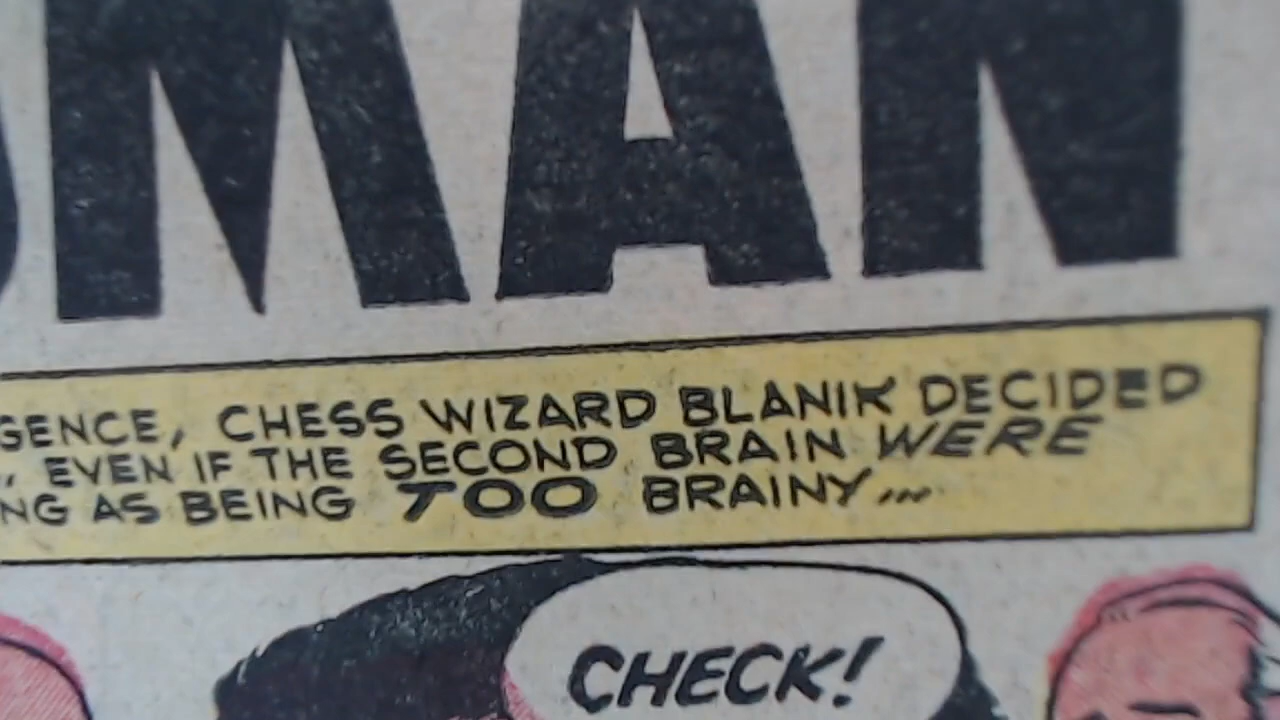 MAN
GENCE, CHESS WIZARD BLANIK DECIDED
., EVEN IF THE SECOND BRAIN WERE
NG AS BEING TOO BRAINY...
CHECK!